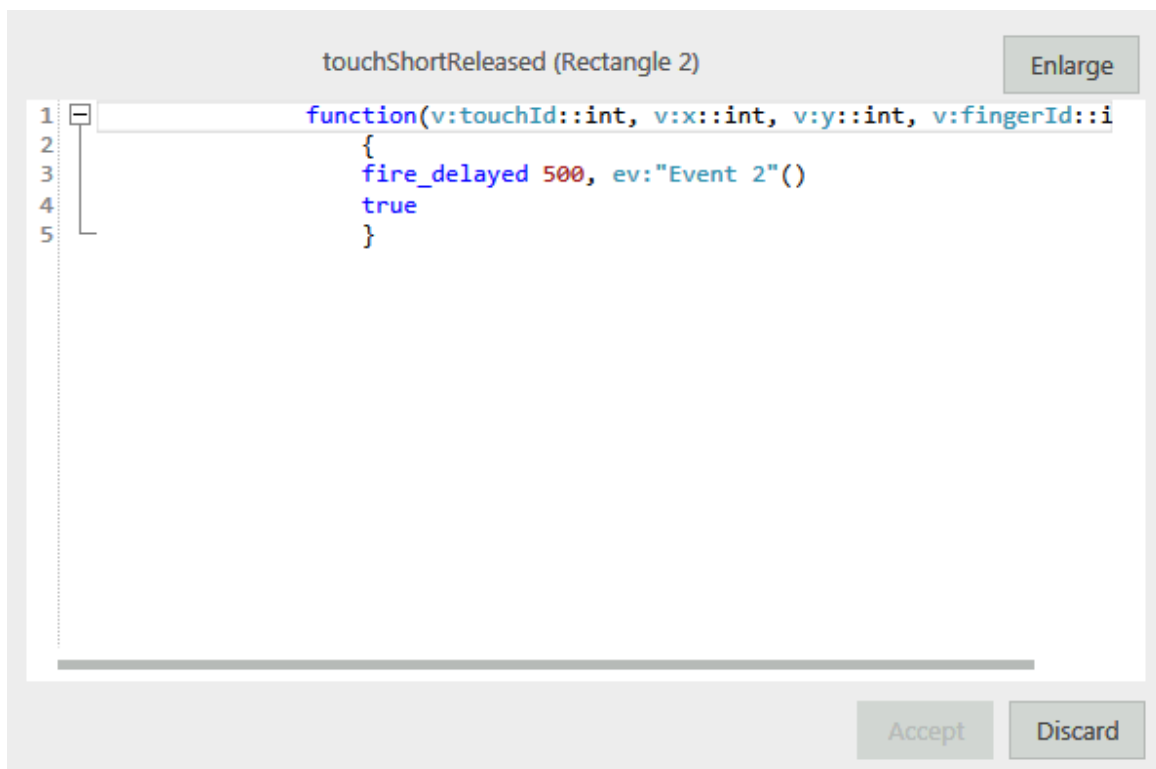 touchShortReleased (Rectangle 2)
Enlarge
1 function(v:touchId::int, v:x::int, v:y::int, v:fingerId::i
2 {
3 fire_delayed 500, ev:"Event 2"()
4 true
5 }
Accept
Discard